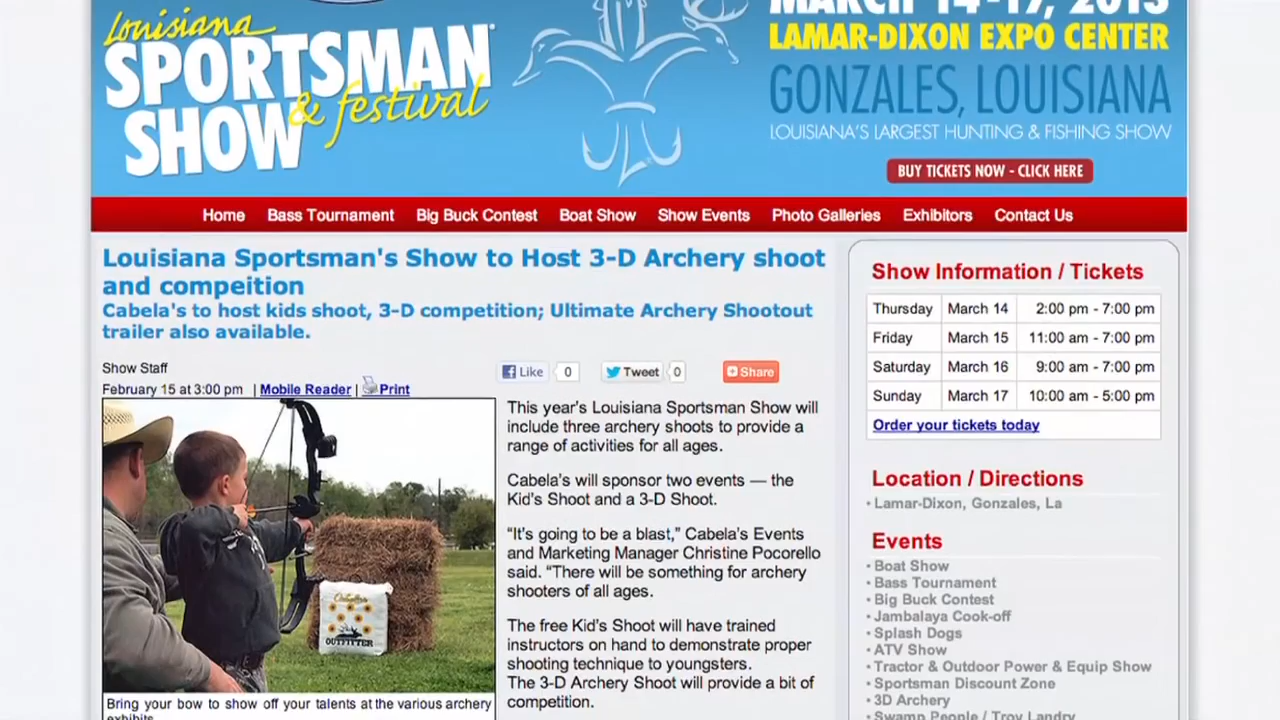 Louisiana
SPORTSMAN
SHOW & festival
MARCH 14-17, 2013
LAMAR-DIXON EXPO CENTER
GONZALES, LOUISIANA
LOUISIANA'S LARGEST HUNTING & FISHING SHOW
BUY TICKETS NOW - CLICK HERE
Home Bass Tournament Big Buck Contest Boat Show Show Events Photo Galleries Exhibitors Contact Us
Louisiana Sportsman's Show to Host 3-D Archery shoot
and compeition
Cabela's to host kids shoot, 3-D competition; Ultimate Archery Shootout
trailer also available.
Show Staff
February 15 at 3:00 pm | Mobile Reader | Print
Like 0 Tweet 0 Share
OUTFITTER
Bring your bow to show off your talents at the various archery
exhibits.
This year's Louisiana Sportsman Show will
include three archery shoots to provide a
range of activities for all ages.
Cabela's will sponsor two events — the
Kid's Shoot and a 3-D Shoot.
“It's going to be a blast,” Cabela's Events
and Marketing Manager Christine Pocorello
said. “There will be something for archery
shooters of all ages.
The free Kid's Shoot will have trained
instructors on hand to demonstrate proper
shooting technique to youngsters.
The 3-D Archery Shoot will provide a bit of
competition.
Show Information / Tickets
Thursday March 14 2:00 pm - 7:00 pm
Friday March 15 11:00 am - 7:00 pm
Saturday March 16 9:00 am - 7:00 pm
Sunday March 17 10:00 am - 5:00 pm
Order your tickets today
Location / Directions
• Lamar-Dixon, Gonzales, La
Events
• Boat Show
• Bass Tournament
• Big Buck Contest
• Jambalaya Cook-off
• Splash Dogs
• ATV Show
• Tractor & Outdoor Power & Equip Show
• Sportsman Discount Zone
• 3D Archery
• Swamp People / Troy Landry